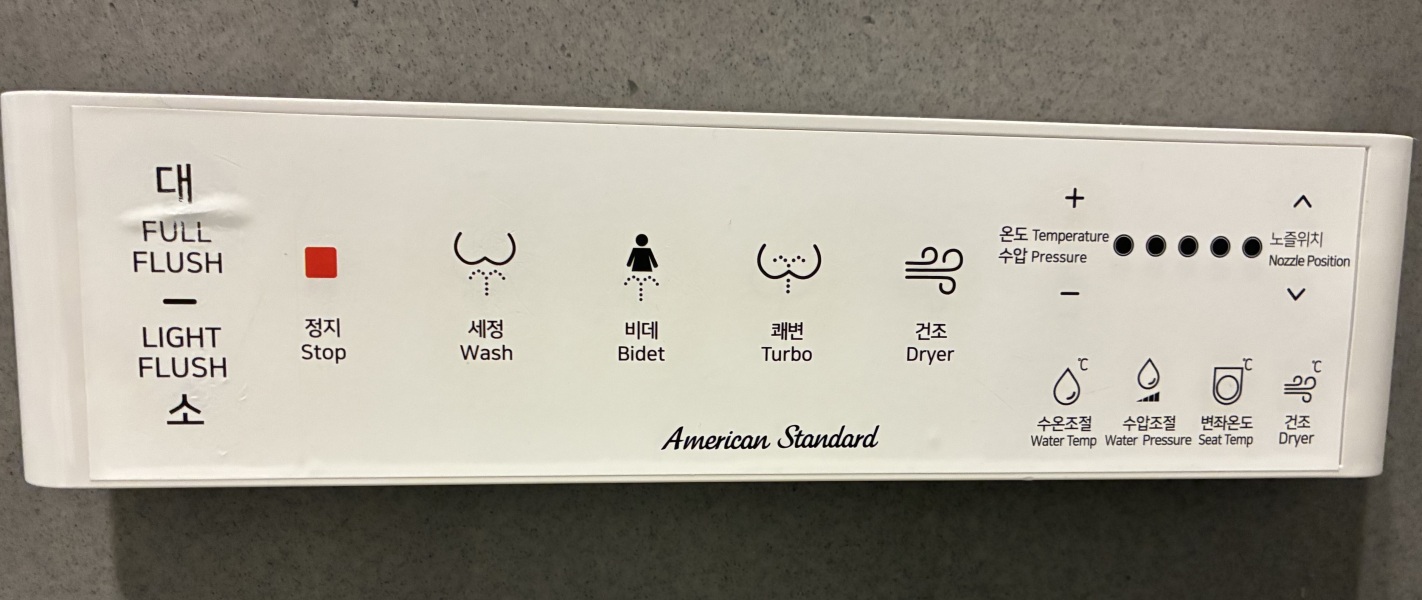 대
FULL
FLUSH
—
LIGHT
FLUSH
소
정지
Stop
세정
Wash
비데
Bidet
쾌변
Turbo
건조
Dryer
American Standard
+
온도 Temperature
수압 Pressure
−
노즐위치
Nozzle Position
℃
수온조절
Water Temp
수압조절
Water Pressure
℃
변좌온도
Seat Temp
℃
건조
Dryer